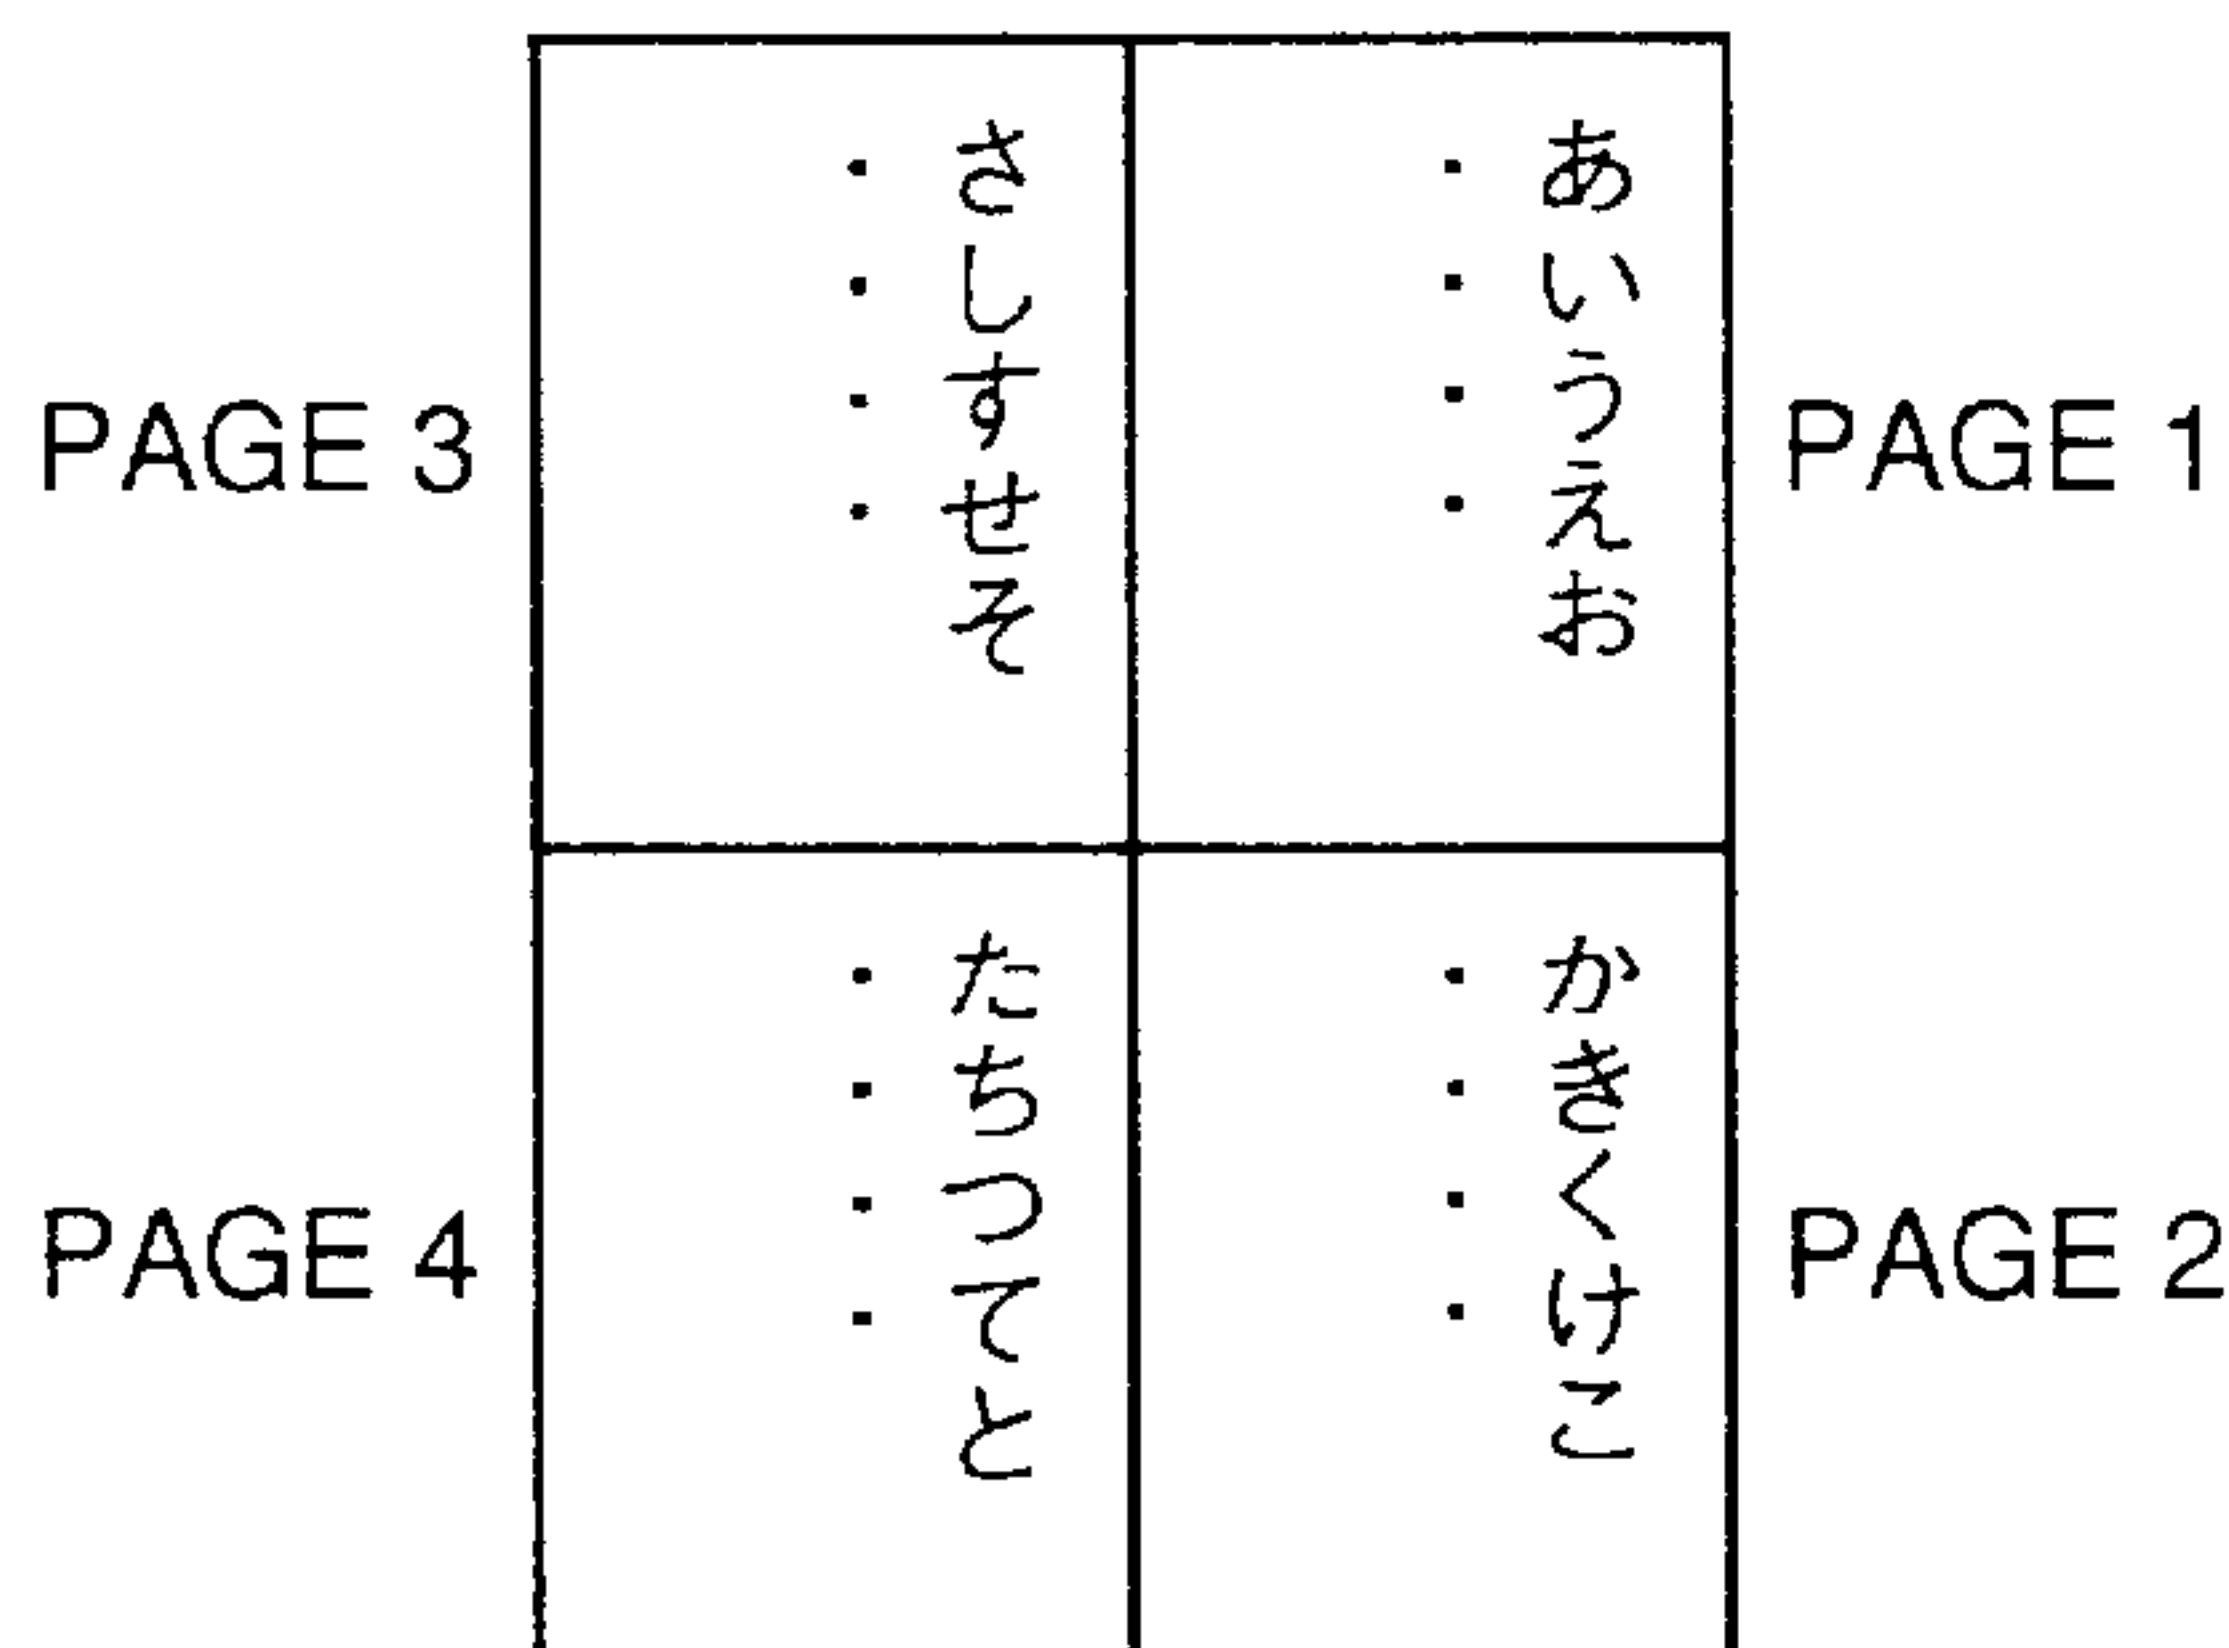 PAGE 1
あいうえお
・・・・
PAGE 2
かきくけこ
・・・・
PAGE 3
さしすせそ
・・・・
PAGE 4
たちつてと
・・・・